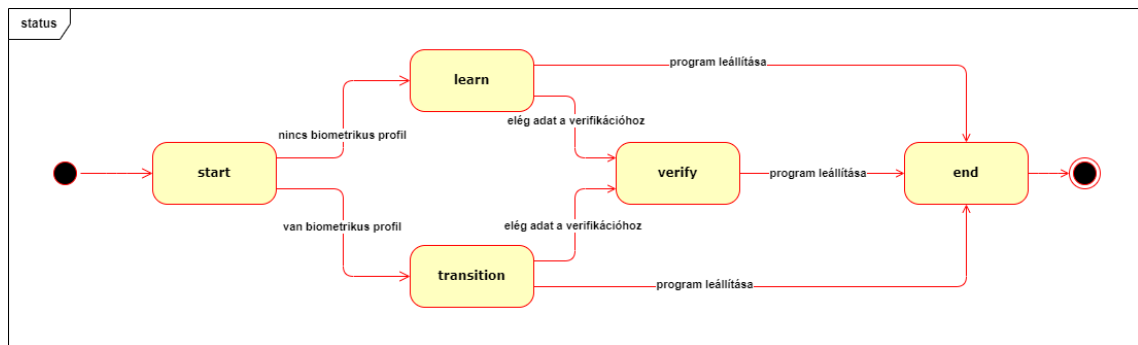 status
learn
program leállítása
nincs biometrikus profil
elég adat a verifikációhoz
start
verify
program leállítása
end
van biometrikus profil
elég adat a verifikációhoz
transition
program leállítása